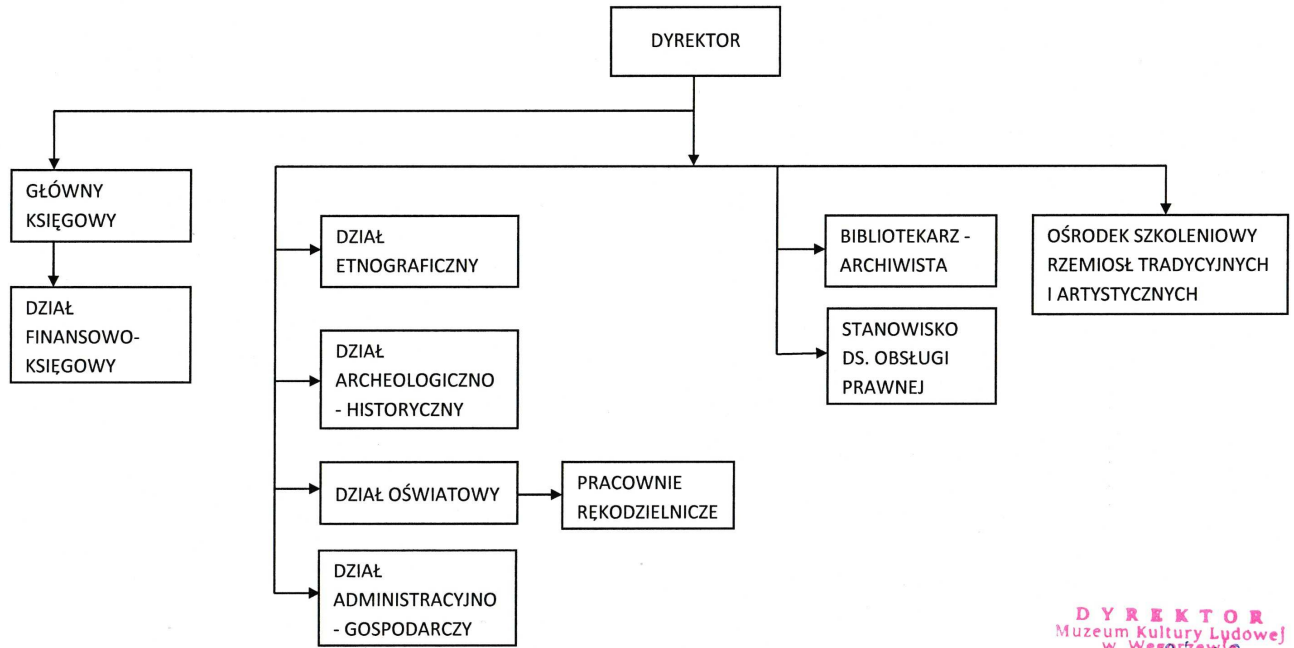 DYREKTOR
GŁÓWNY
KSIĘGOWY
DZIAŁ
FINANSOWO-
KSIĘGOWY
DZIAŁ
ETNOGRAFICZNY
DZIAŁ
ARCHEOLOGICZNO
- HISTORYCZNY
DZIAŁ OŚWIATOWY
PRACOWNIE
RĘKODZIELNICZE
DZIAŁ
ADMINISTRACYJNO
- GOSPODARCZY
BIBLIOTEKARZ -
ARCHIWISTA
STANOWISKO
DS. OBSŁUGI
PRAWNEJ
OŚRODEK SZKOLENIOWY
RZEMIOSŁ TRADYCYJNYCH
I ARTYSTYCZNYCH
DYREKTOR
Muzeum Kultury Ludowej
w Węgorzewie